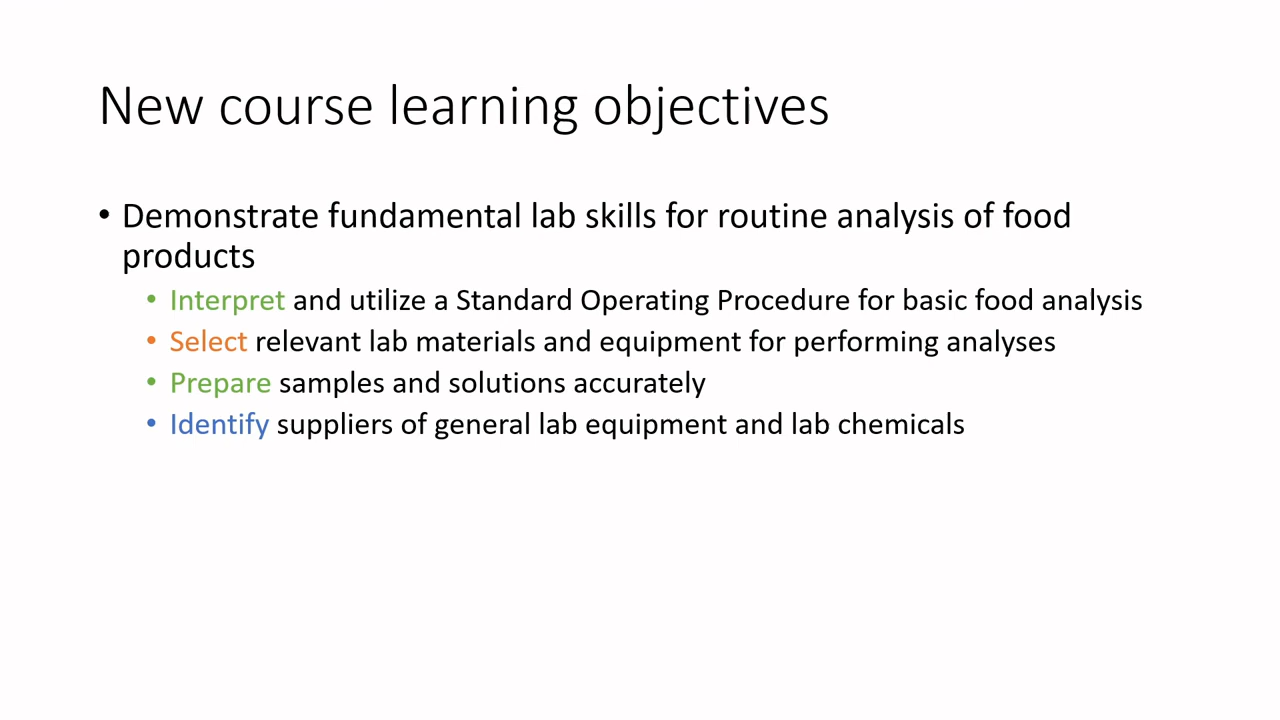 New course learning objectives
• Demonstrate fundamental lab skills for routine analysis of food
products
• Interpret and utilize a Standard Operating Procedure for basic food analysis
• Select relevant lab materials and equipment for performing analyses
• Prepare samples and solutions accurately
• Identify suppliers of general lab equipment and lab chemicals